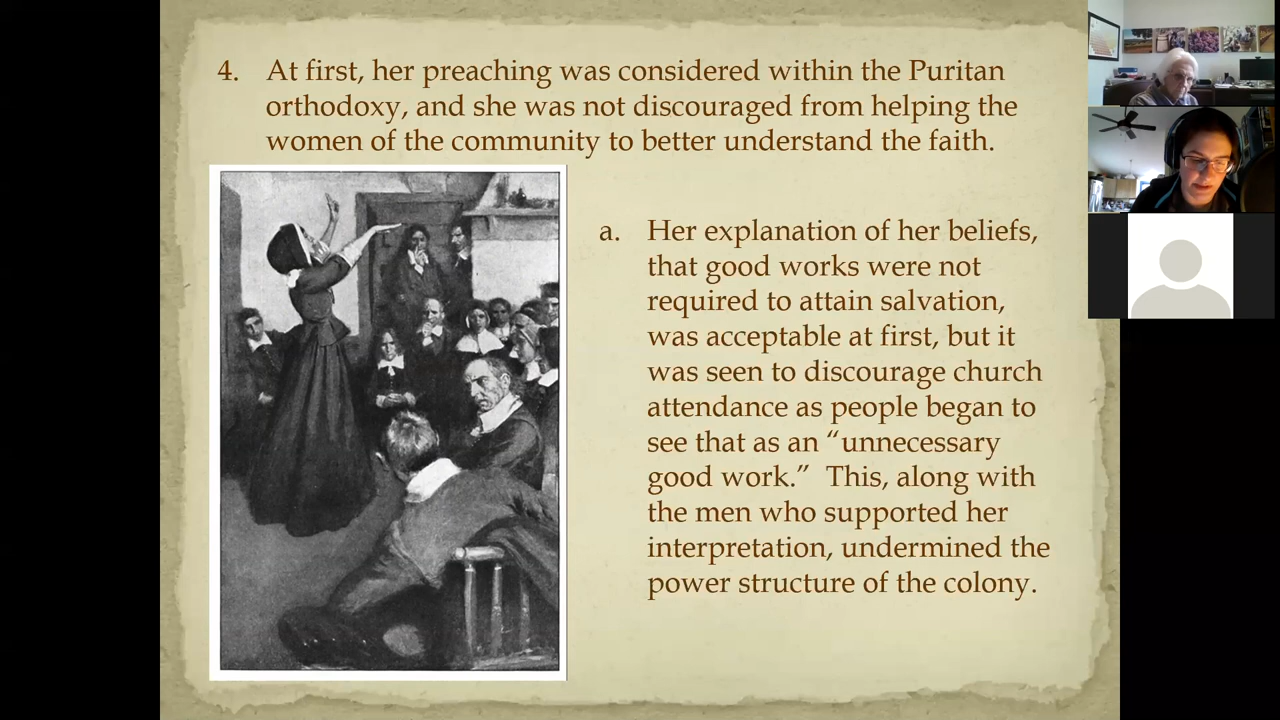 4. At first, her preaching was considered within the Puritan
orthodoxy, and she was not discouraged from helping the
women of the community to better understand the faith.
a. Her explanation of her beliefs,
that good works were not
required to attain salvation,
was acceptable at first, but it
was seen to discourage church
attendance as people began to
see that as an “unnecessary
good work.” This, along with
the men who supported her
interpretation, undermined the
power structure of the colony.